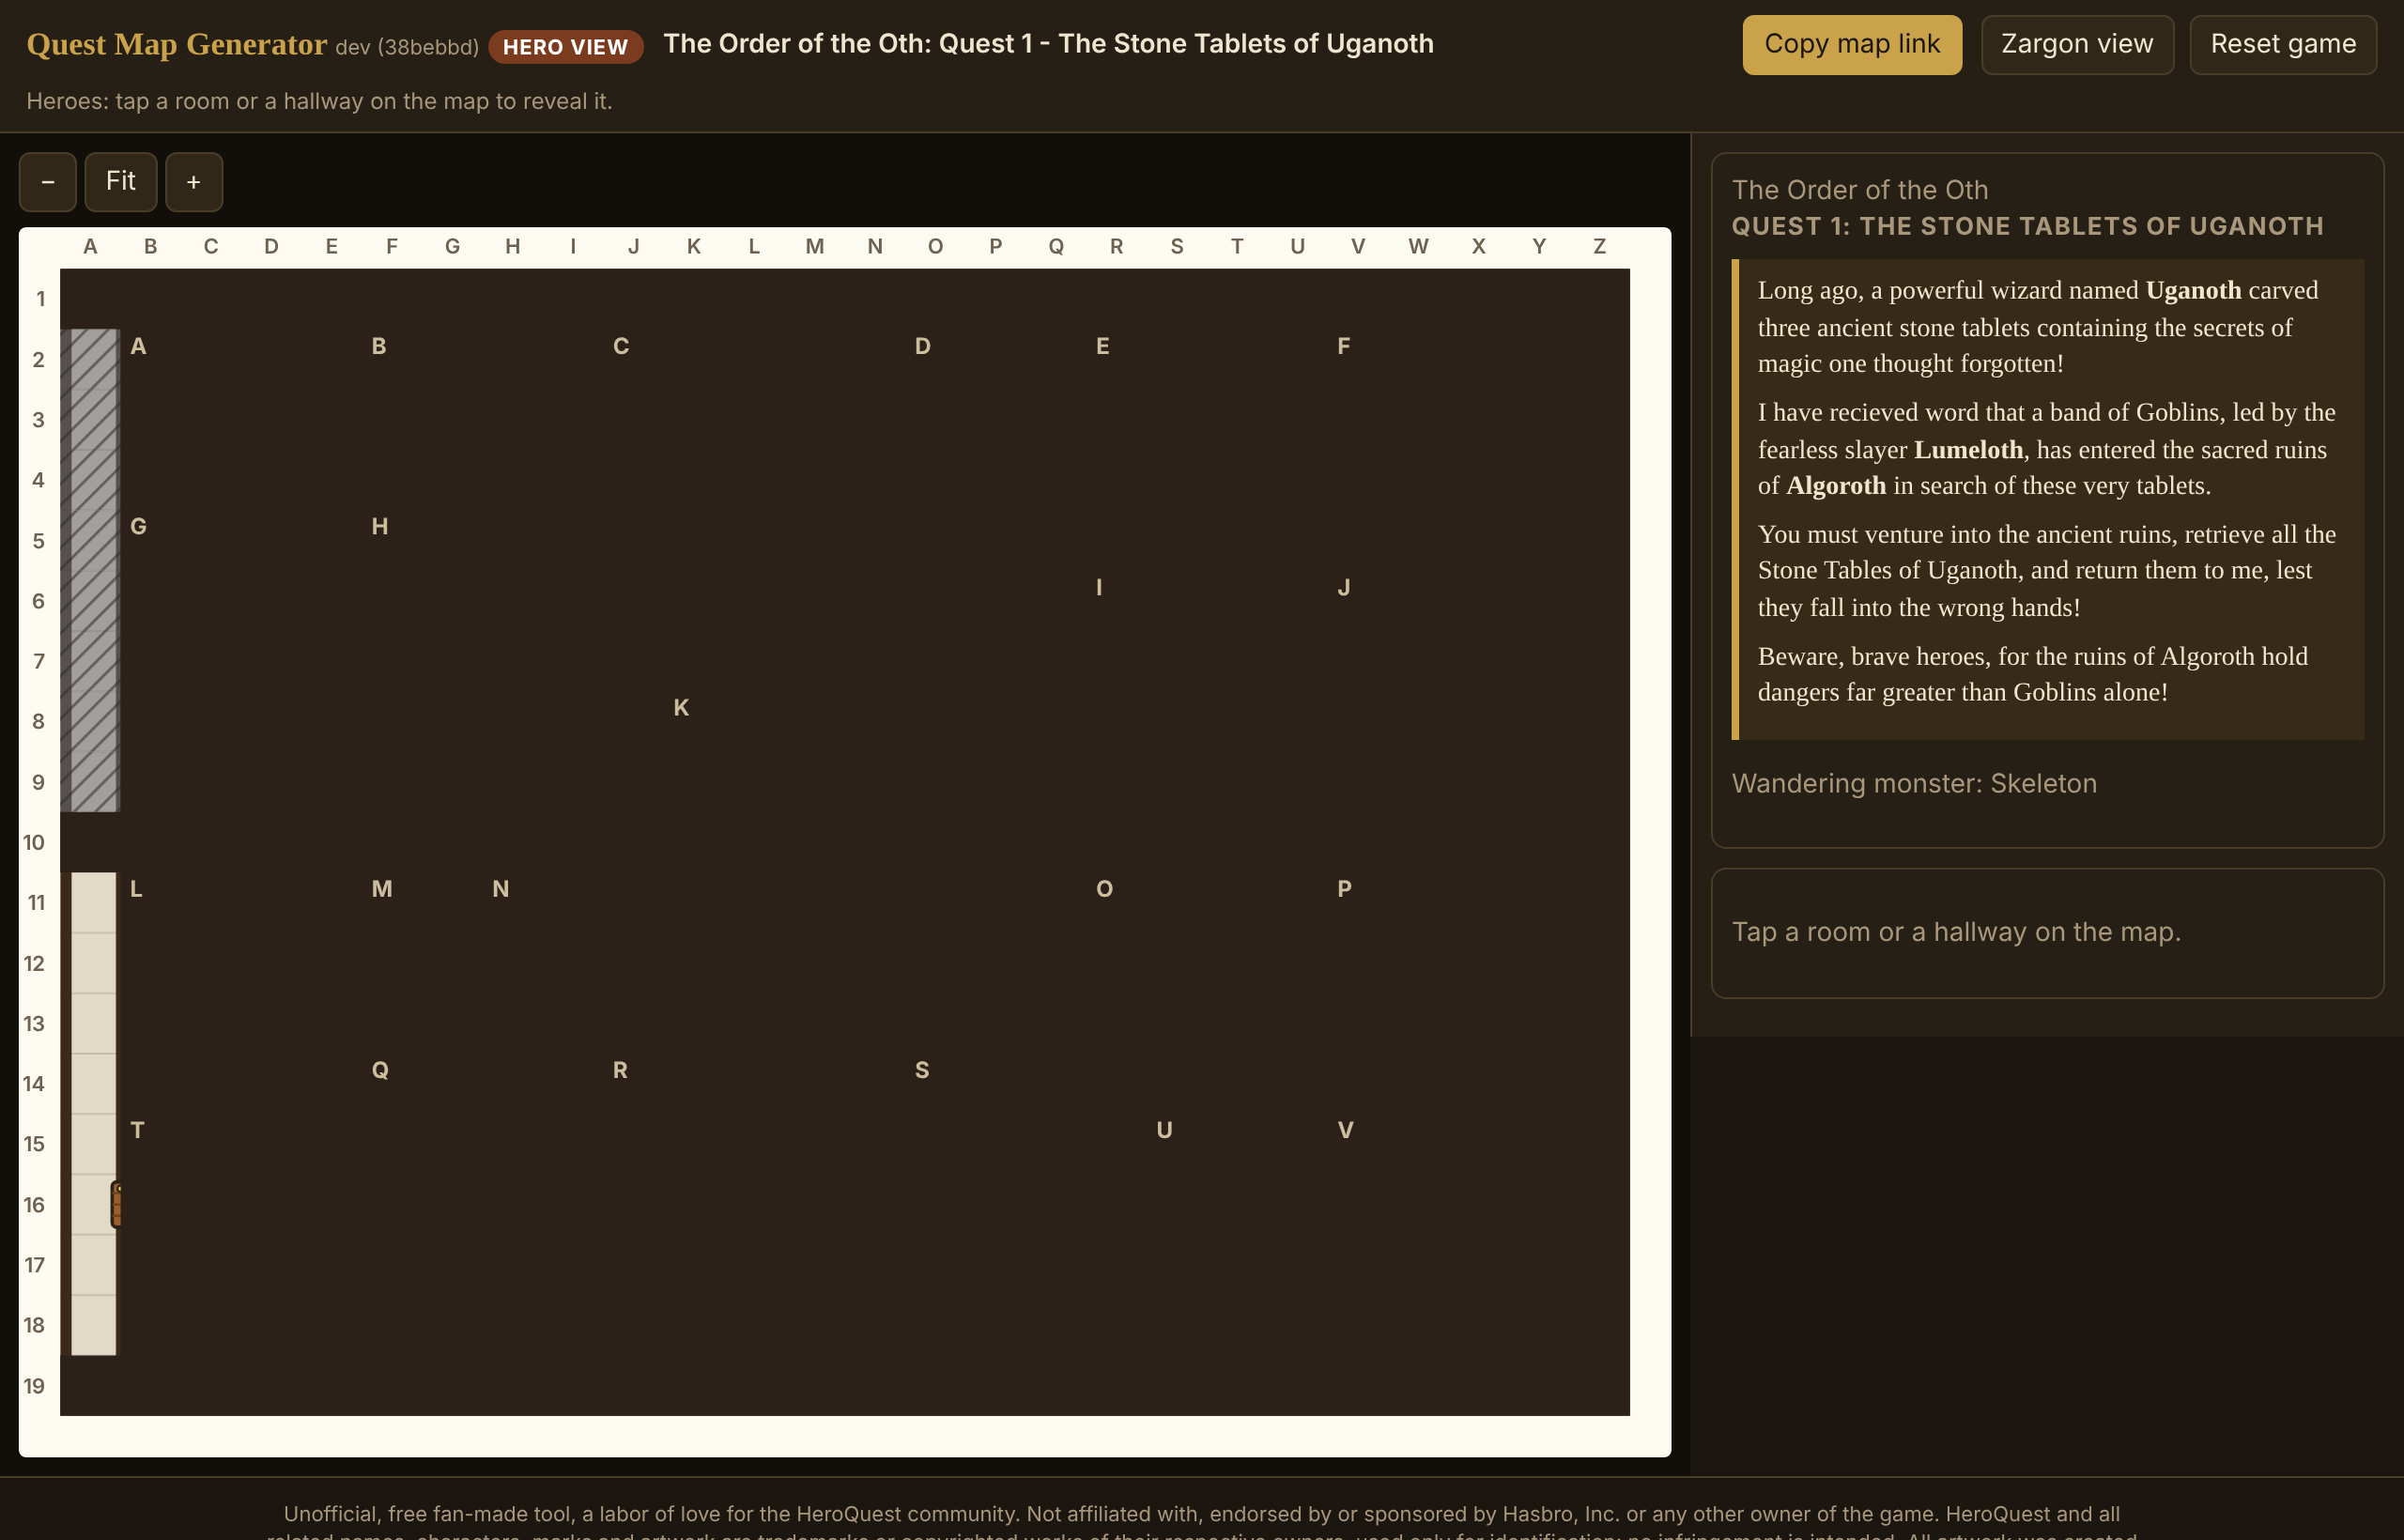 Quest Map Generator dev (38bebbd) HERO VIEW The Order of the Oth: Quest 1 - The Stone Tablets of Uganoth
Copy map link
Zargon view
Reset game
Heroes: tap a room or a hallway on the map to reveal it.
−
Fit
+
A B C D E F G H I J K L M N O P Q R S T U V W X Y Z
1
2
A B C D E F
3
4
5
G H
6
I J
7
8
K
9
10
11
L M N O P
12
13
14
Q R S
15
T U V
16
17
18
19
The Order of the Oth
QUEST 1: THE STONE TABLETS OF UGANOTH
Long ago, a powerful wizard named Uganoth carved
three ancient stone tablets containing the secrets of
magic one thought forgotten!
I have recieved word that a band of Goblins, led by the
fearless slayer Lumeloth, has entered the sacred ruins
of Algoroth in search of these very tablets.
You must venture into the ancient ruins, retrieve all the
Stone Tables of Uganoth, and return them to me, lest
they fall into the wrong hands!
Beware, brave heroes, for the ruins of Algoroth hold
dangers far greater than Goblins alone!
Wandering monster: Skeleton
Tap a room or a hallway on the map.
Unofficial, free fan-made tool, a labor of love for the HeroQuest community. Not affiliated with, endorsed by or sponsored by Hasbro, Inc. or any other owner of the game. HeroQuest and all